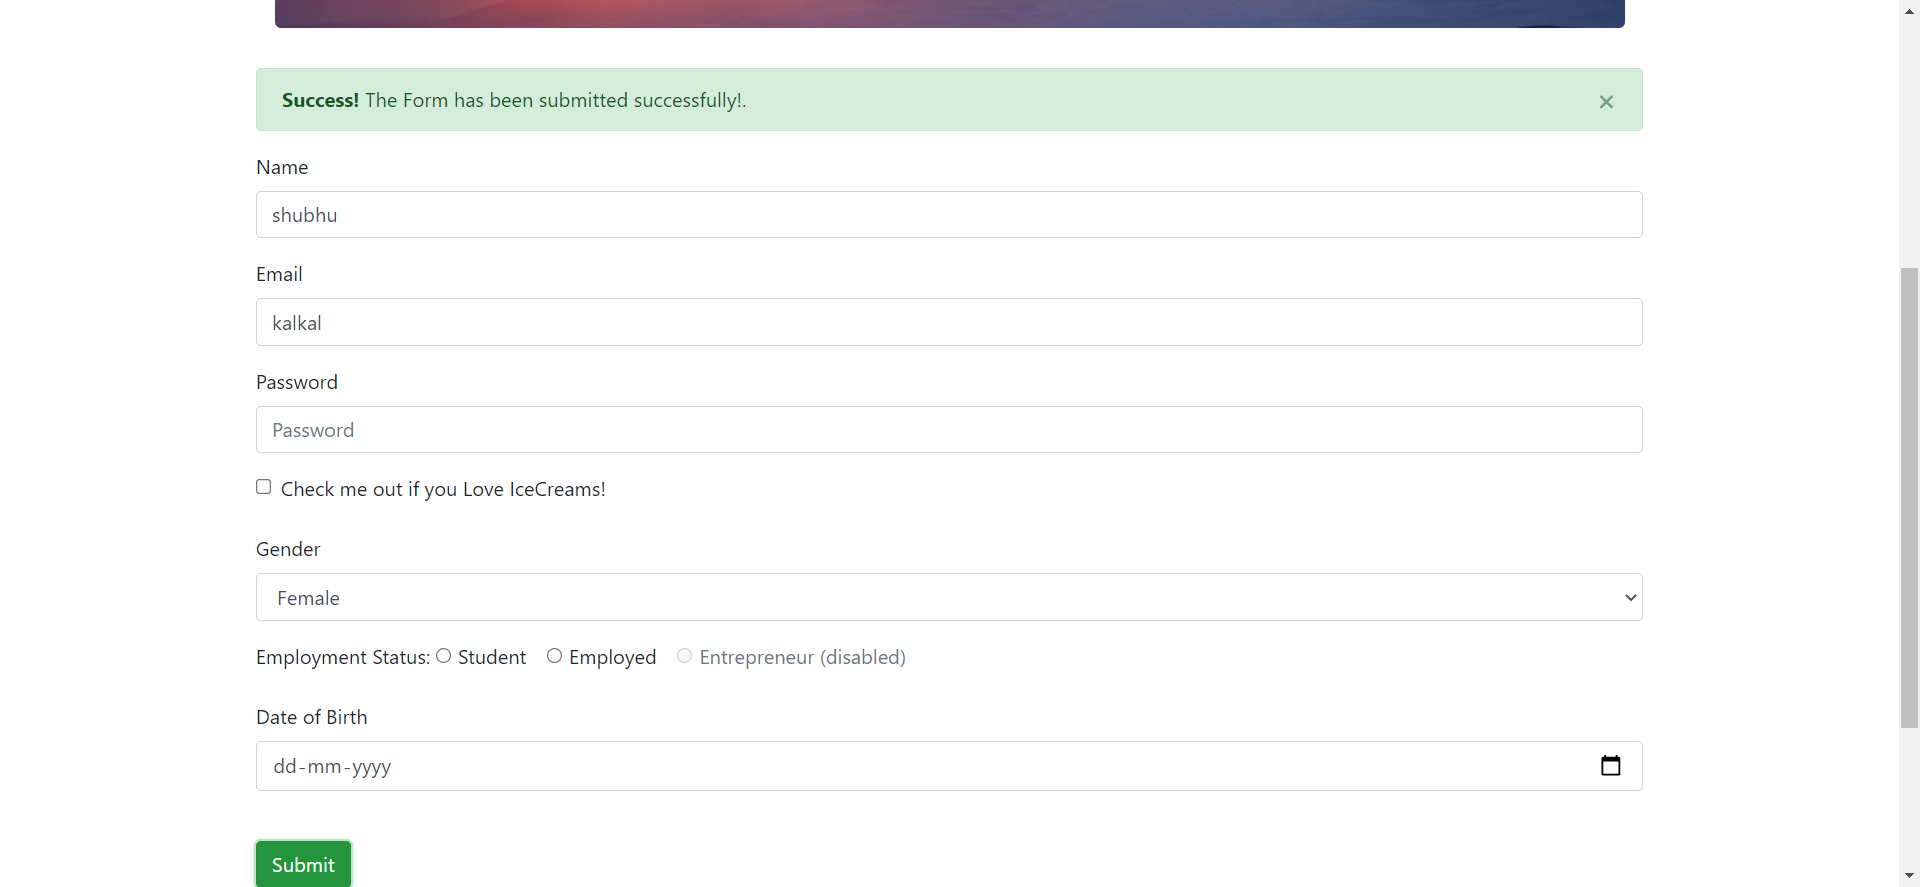 Success! The Form has been submitted successfully!.
×
Name
shubhu
Email
kalkal
Password
Password
Check me out if you Love IceCreams!
Gender
Female
Employment Status: Student Employed Entrepreneur (disabled)
Date of Birth
dd-mm-yyyy
Submit